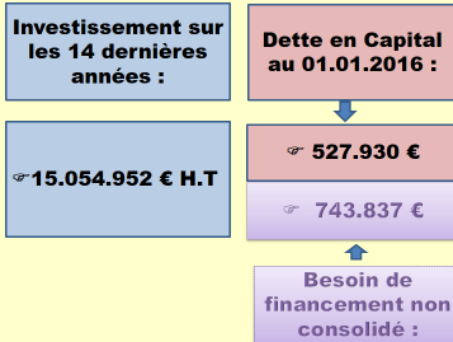 Investissement sur
les 14 dernières
années :
Dette en Capital
au 01.01.2016 :
☞15.054.952 € H.T
☞ 527.930 €
☞ 743.837 €
Besoin de
financement non
consolidé :